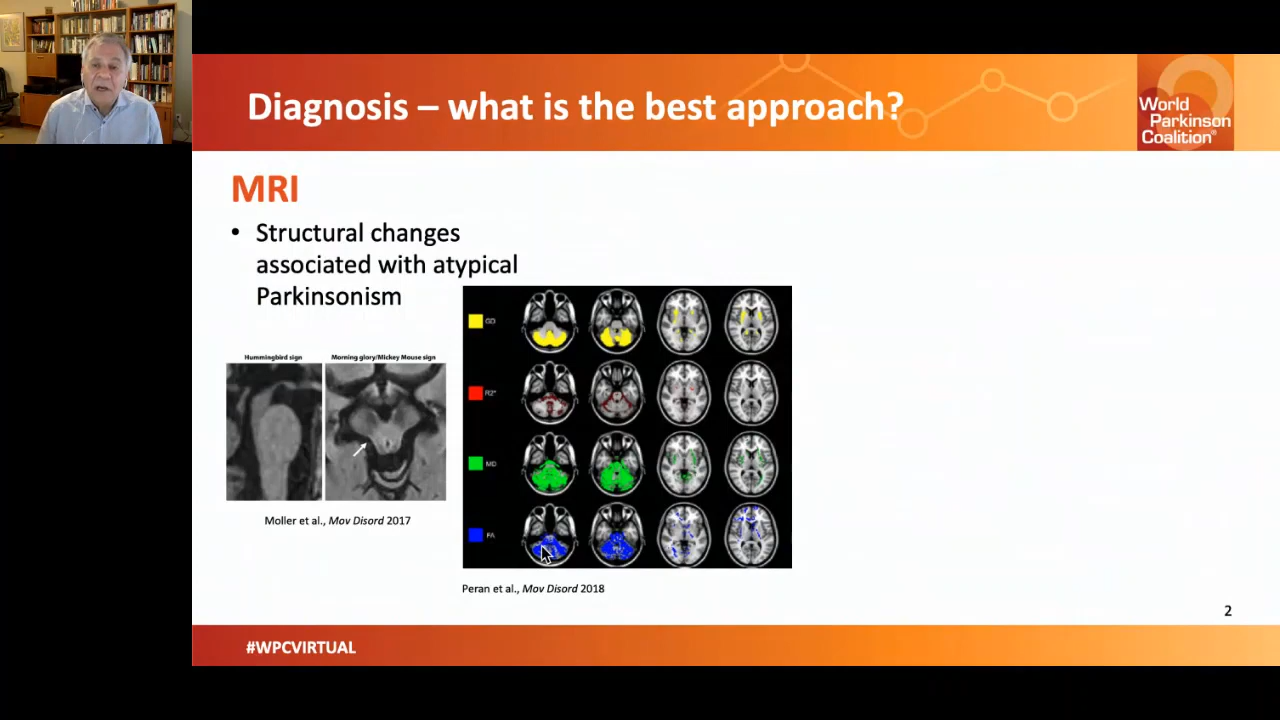 Diagnosis – what is the best approach?
World
Parkinson
Coalition®
MRI
• Structural changes
associated with atypical
Parkinsonism
Hummingbird sign
Morning glory/Mickey Mouse sign
Moller et al., Mov Disord 2017
GD
R2*
MD
FA
Peran et al., Mov Disord 2018
2
#WPCVIRTUAL